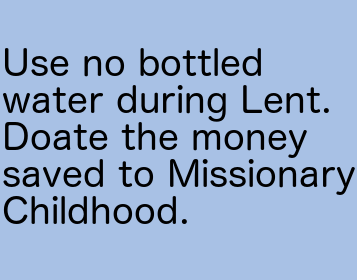 Use no bottled
water during Lent.
Doate the money
saved to Missionary
Childhood.